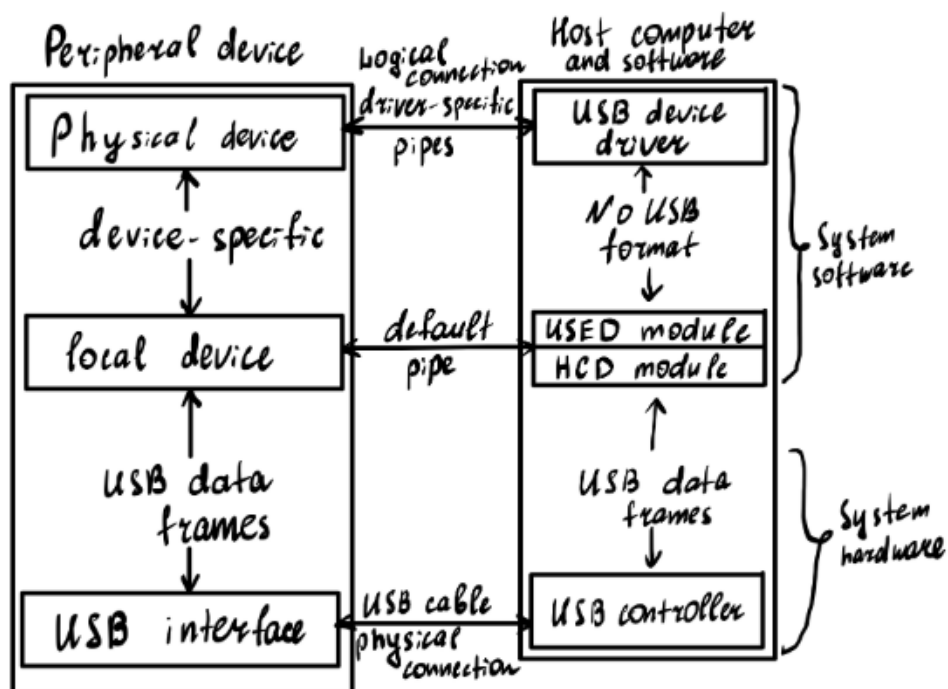 Peripheral device
Logical
connection
driver-specific
pipes
Host computer
and software
Physical device
USB device
driver
device-specific
No USB
format
System
software
local device
default
pipe
USED module
HCD module
USB data
frames
USB data
frames
System
hardware
USB interface
USB cable
physical
connection
USB controller